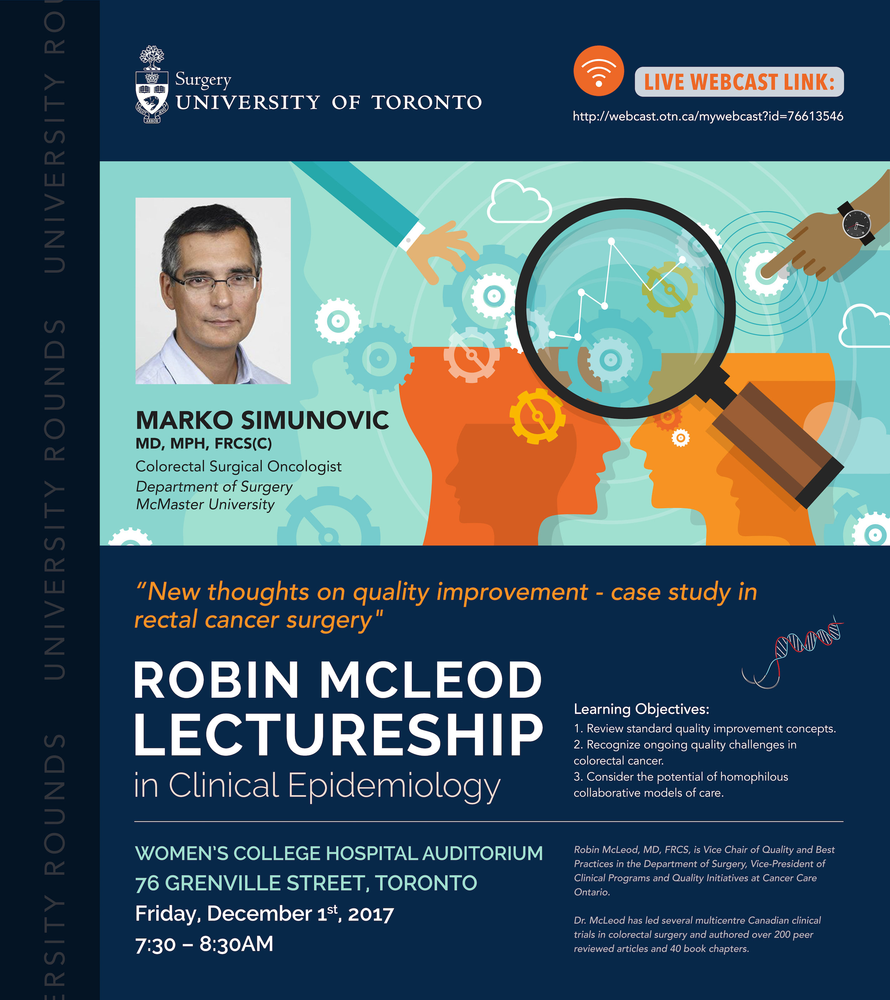 Surgery
UNIVERSITY OF TORONTO
VELUT
ÆVO
ARBOR
LIVE WEBCAST LINK:
http://webcast.otn.ca/mywebcast?id=76613546
MARKO SIMUNOVIC
MD, MPH, FRCS(C)
Colorectal Surgical Oncologist
Department of Surgery
McMaster University
“New thoughts on quality improvement - case study in
rectal cancer surgery"
ROBIN MCLEOD
LECTURESHIP
in Clinical Epidemiology
Learning Objectives:
1. Review standard quality improvement concepts.
2. Recognize ongoing quality challenges in
colorectal cancer.
3. Consider the potential of homophilous
collaborative models of care.
WOMEN'S COLLEGE HOSPITAL AUDITORIUM
76 GRENVILLE STREET, TORONTO
Friday, December 1st, 2017
7:30 – 8:30AM
Robin McLeod, MD, FRCS, is Vice Chair of Quality and Best
Practices in the Department of Surgery, Vice-President of
Clinical Programs and Quality Initiatives at Cancer Care
Ontario.
Dr. McLeod has led several multicentre Canadian clinical
trials in colorectal surgery and authored over 200 peer
reviewed articles and 40 book chapters.
ERSITY ROUNDS UNIVERSITY ROUNDS UNIVERSITY ROU